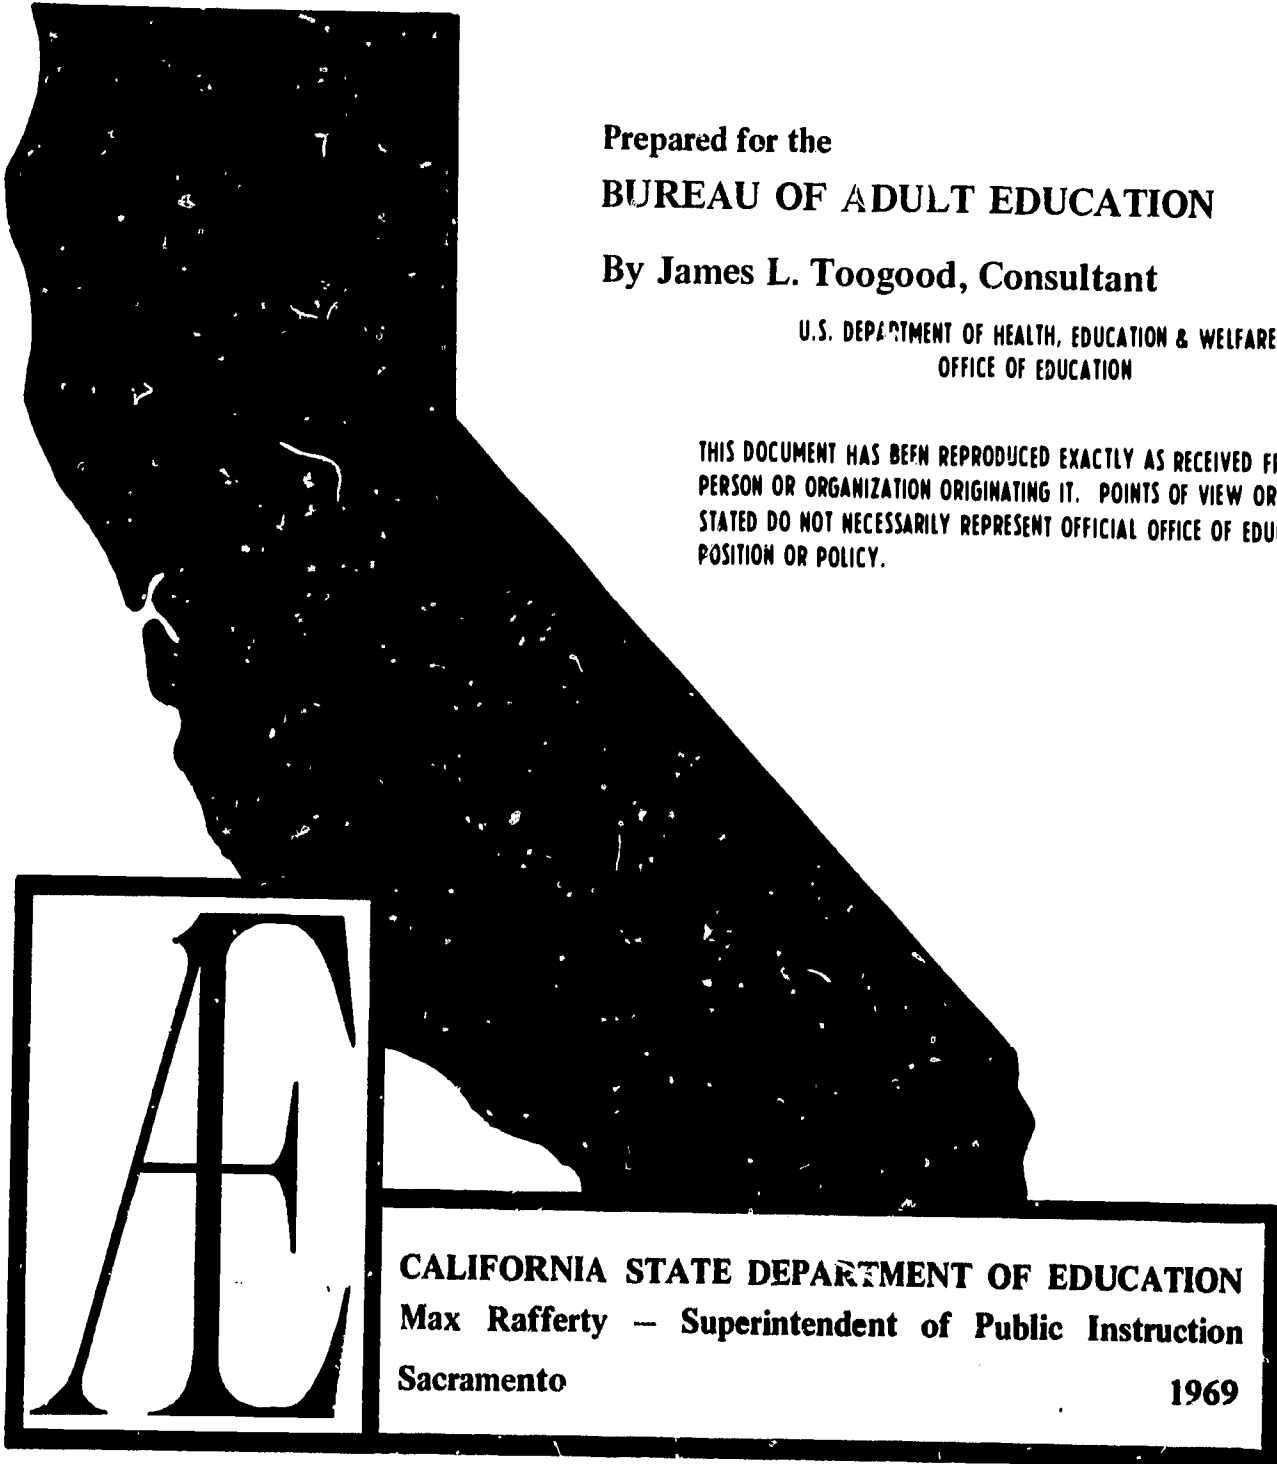 Prepared for the
BUREAU OF ADULT EDUCATION
By James L. Toogood, Consultant
U.S. DEPARTMENT OF HEALTH, EDUCATION & WELFARE
OFFICE OF EDUCATION
THIS DOCUMENT HAS BEEN REPRODUCED EXACTLY AS RECEIVED
PERSON OR ORGANIZATION ORIGINATING IT. POINTS OF VIEW OR
STATED DO NOT NECESSARILY REPRESENT OFFICIAL OFFICE OF
POSITION OR POLICY.
Æ
CALIFORNIA STATE DEPARTMENT OF EDUCATION
Max Rafferty — Superintendent of Public Instruction
Sacramento 1969